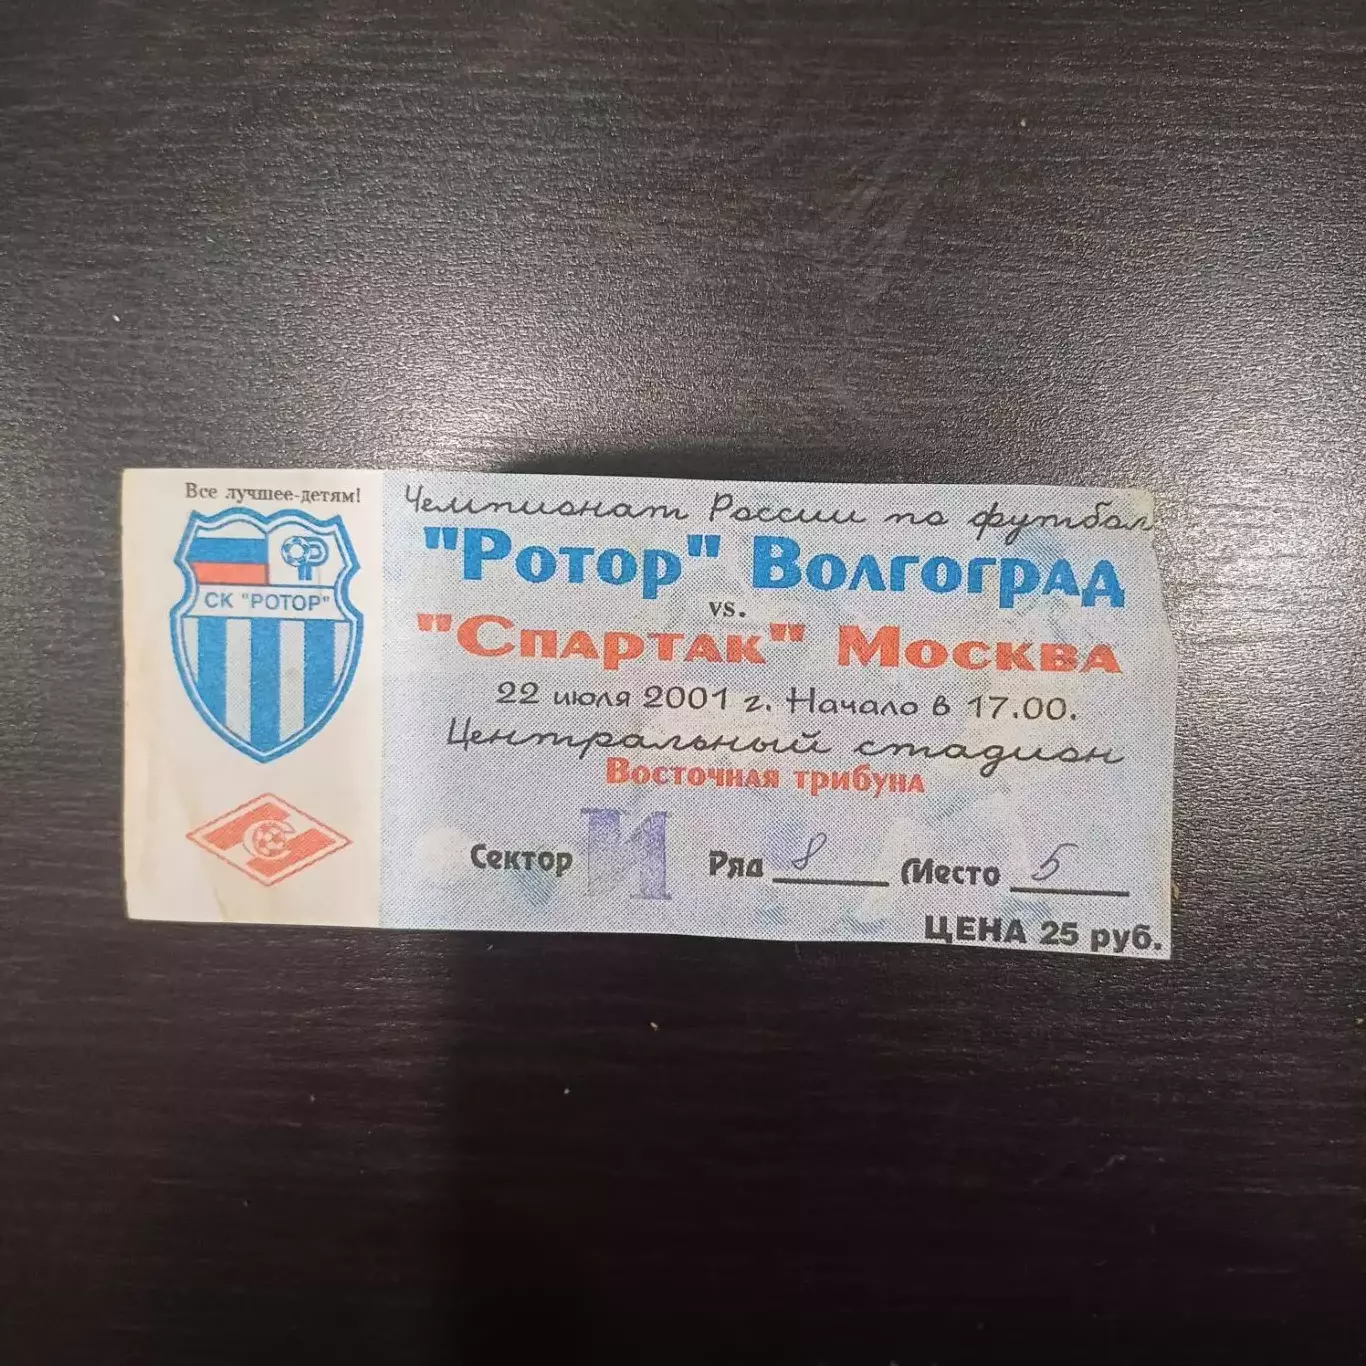 Все лучшее-детям!
СК "РОТОР"
Чемпионат России по футбол
"Ротор" Волгоград
vs.
"Спартак" Москва
22 июля 2001 г. Начало в 17.00.
Центральный стадион
Восточная трибуна
Сектор И Ряд 8 Место 5
ЦЕНА 25 руб.